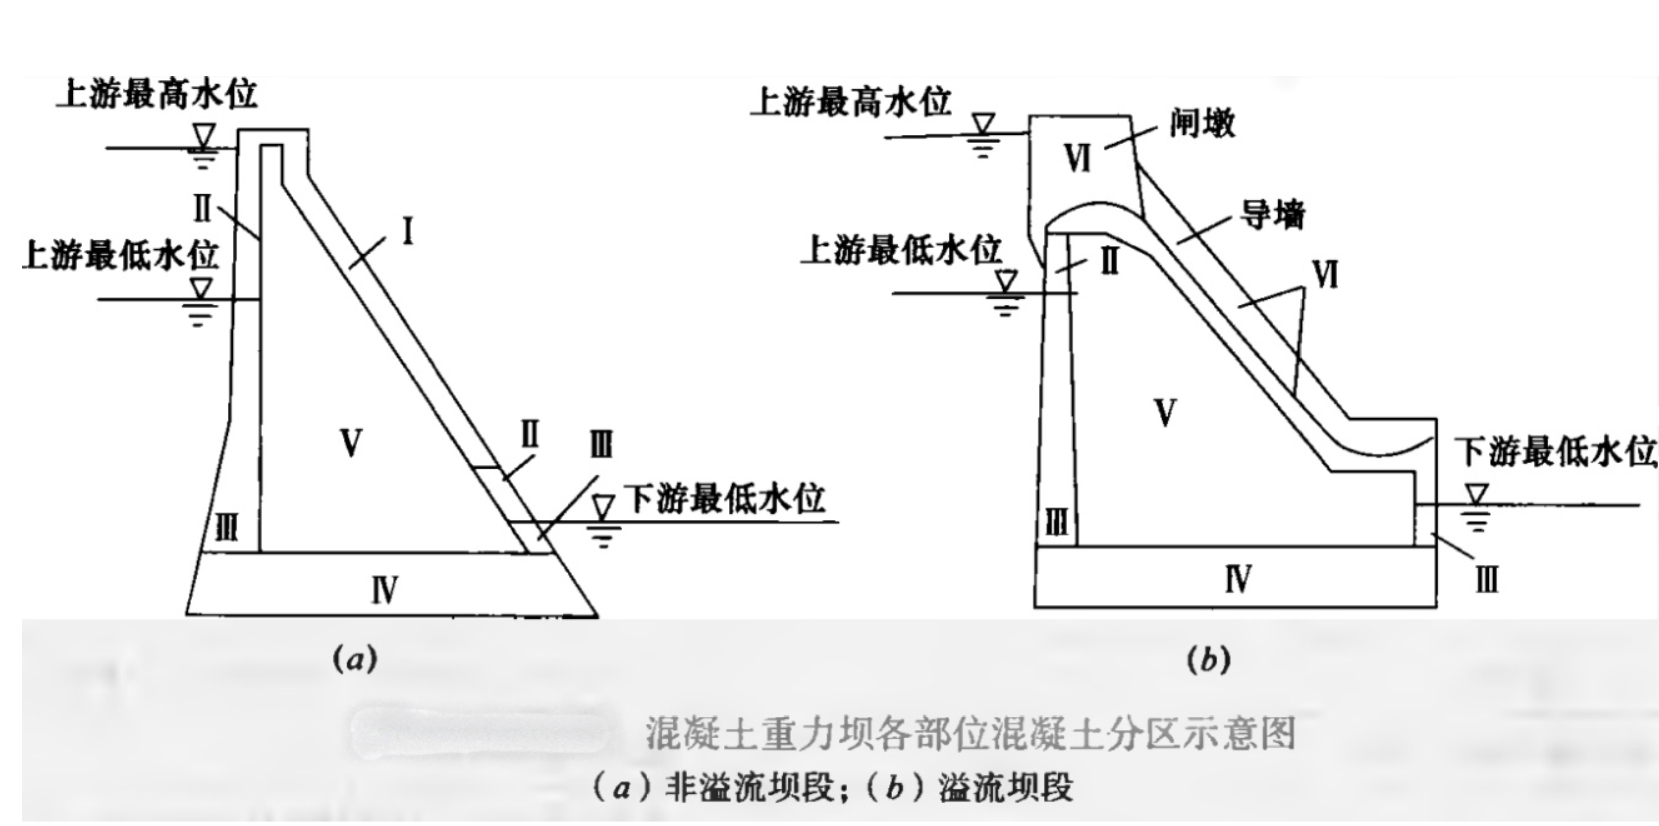 上游最高水位
Ⅱ
Ⅰ
上游最低水位
Ⅴ
Ⅱ
Ⅲ
下游最低水位
Ⅲ
Ⅳ
(a)
上游最高水位
闸墩
Ⅵ
导墙
上游最低水位
Ⅱ
Ⅵ
Ⅴ
下游最低水位
Ⅲ
Ⅳ
Ⅲ
(b)
混凝土重力坝各部位混凝土分区示意图
(a)非溢流坝段；(b)溢流坝段